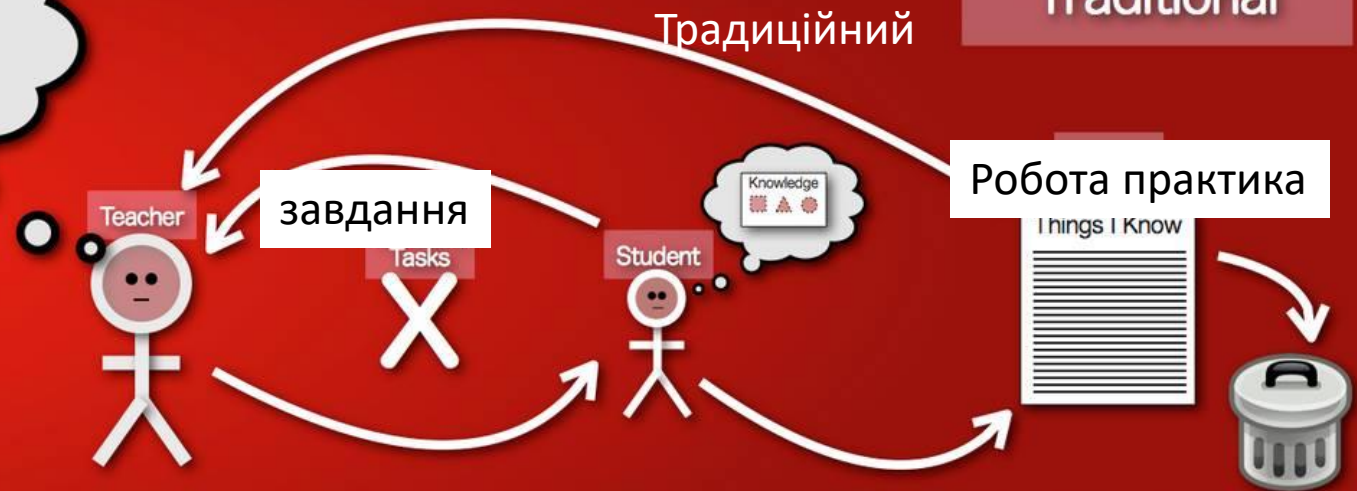 Традиційний
Traditional
Teacher
завдання
Tasks
Student
Knowledge
Робота практика
Things I Know